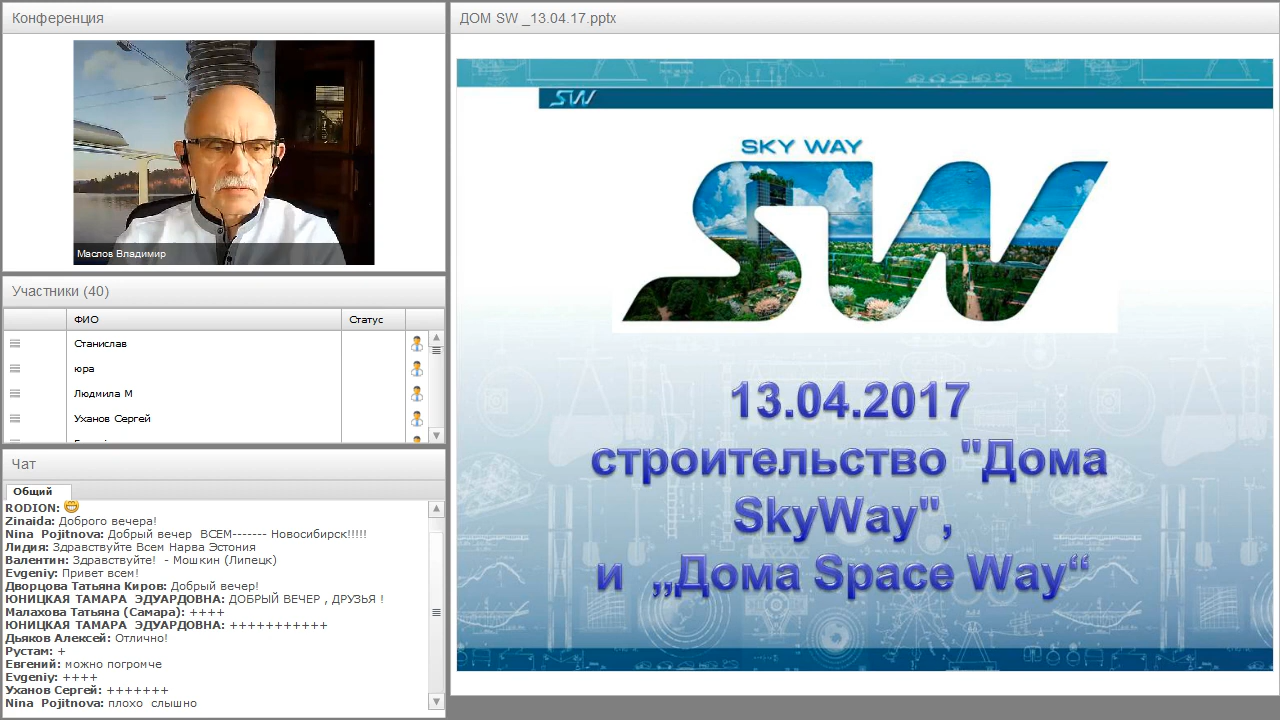 Конференция
Маслов Владимир
Участники (40)
ФИО
Статус
Станислав
юра
Людмила М
Уханов Сергей
Чат
Общий
RODION:
Zinaida: Доброго вечера!
Nina Pojitnova: Добрый вечер ВСЕМ------- Новосибирск!!!!!
Лидия: Здравствуйте Всем Нарва Эстония
Валентин: Здравствуйте! - Мошкин (Липецк)
Evgeniy: Привет всем!
Дворцова Татьяна Киров: Добрый вечер!
ЮНИЦКАЯ ТАМАРА ЭДУАРДОВНА: ДОБРЫЙ ВЕЧЕР , ДРУЗЬЯ !
Малахова Татьяна (Самара): ++++
ЮНИЦКАЯ ТАМАРА ЭДУАРДОВНА: +++++++++++
Дьяков Алексей: Отлично!
Рустам: +
Евгений: можно погромче
Evgeniy: ++++
Уханов Сергей: +++++++
Nina Pojitnova: плохо слышно
ДОМ SW _13.04.17.pptx
SW
SKY WAY
SW
13.04.2017
строительство "Дома
SkyWay",
и „Дома Space Way“